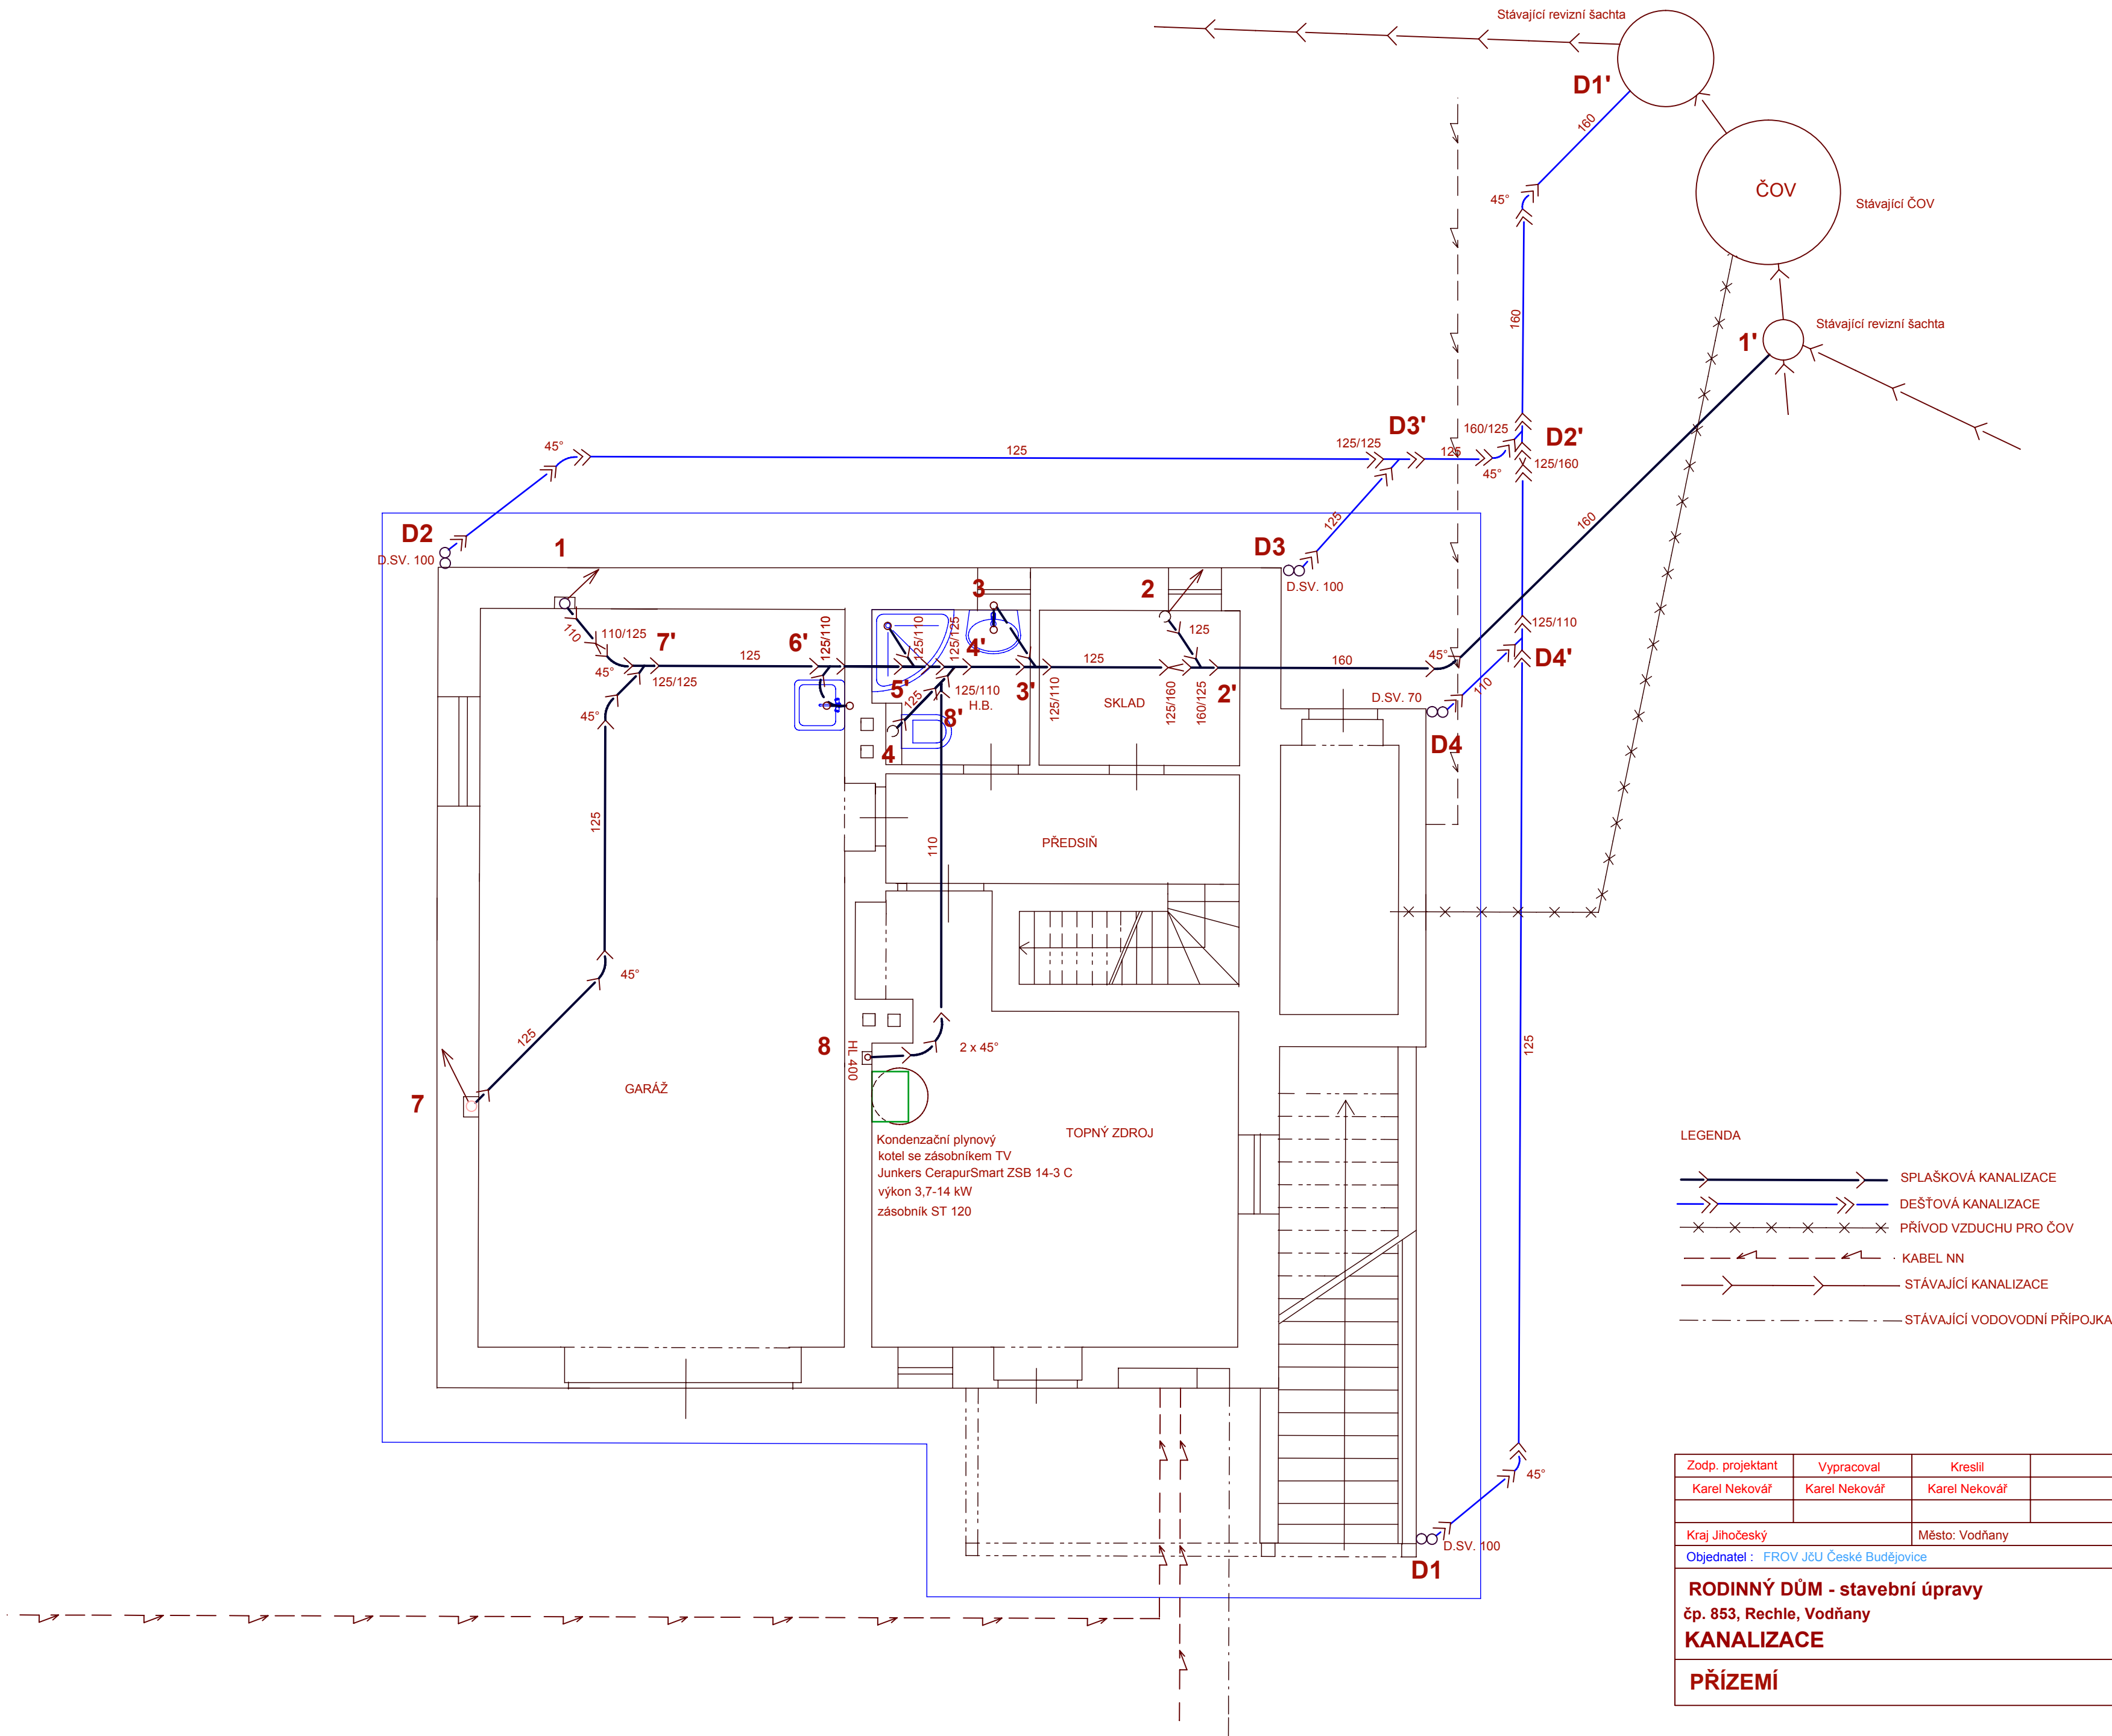 Stávající revizní šachta
D1'
160
ČOV
Stávající ČOV
45°
160
Stávající revizní šachta
1'
D3'
160/125
D2'
45°
125
125/125
125
45°
125/160
D2
D.SV. 100
1
125
160
D3
D.SV. 100
3
2
110
110/125
7'
125
6'
125/110
125/110
125/125
4'
125
125/110
45°
125/125
5'
125/110
H.B.
3'
125/110
125
SKLAD
125/160
160/125
2'
160
45°
D4'
110
D.SV. 70
D4
45°
125
8'
4
125
110
PŘEDSIŇ
45°
125
125
8
HL 400
2 x 45°
7
GARÁŽ
TOPNÝ ZDROJ
Kondenzační plynový
kotel se zásobníkem TV
Junkers CerapurSmart ZSB 14-3 C
výkon 3,7-14 kW
zásobník ST 120
45°
D.SV. 100
D1
LEGENDA
SPLAŠKOVÁ KANALIZACE
DEŠŤOVÁ KANALIZACE
PŘÍVOD VZDUCHU PRO ČOV
KABEL NN
STÁVAJÍCÍ KANALIZACE
STÁVAJÍCÍ VODOVODNÍ PŘÍPOJKA
Zodp. projektant Vypracoval Kreslil
Karel Nekovář Karel Nekovář Karel Nekovář
Kraj Jihočeský Město: Vodňany
Objednatel : FROV JčU České Budějovice
RODINNÝ DŮM - stavební úpravy
čp. 853, Rechle, Vodňany
KANALIZACE
PŘÍZEMÍ